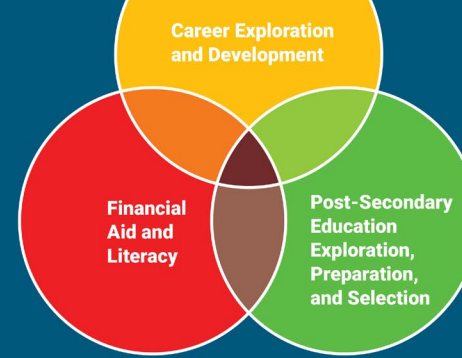 Career Exploration
and Development
Financial
Aid and
Literacy
Post-Secondary
Education
Exploration,
Preparation,
and Selection